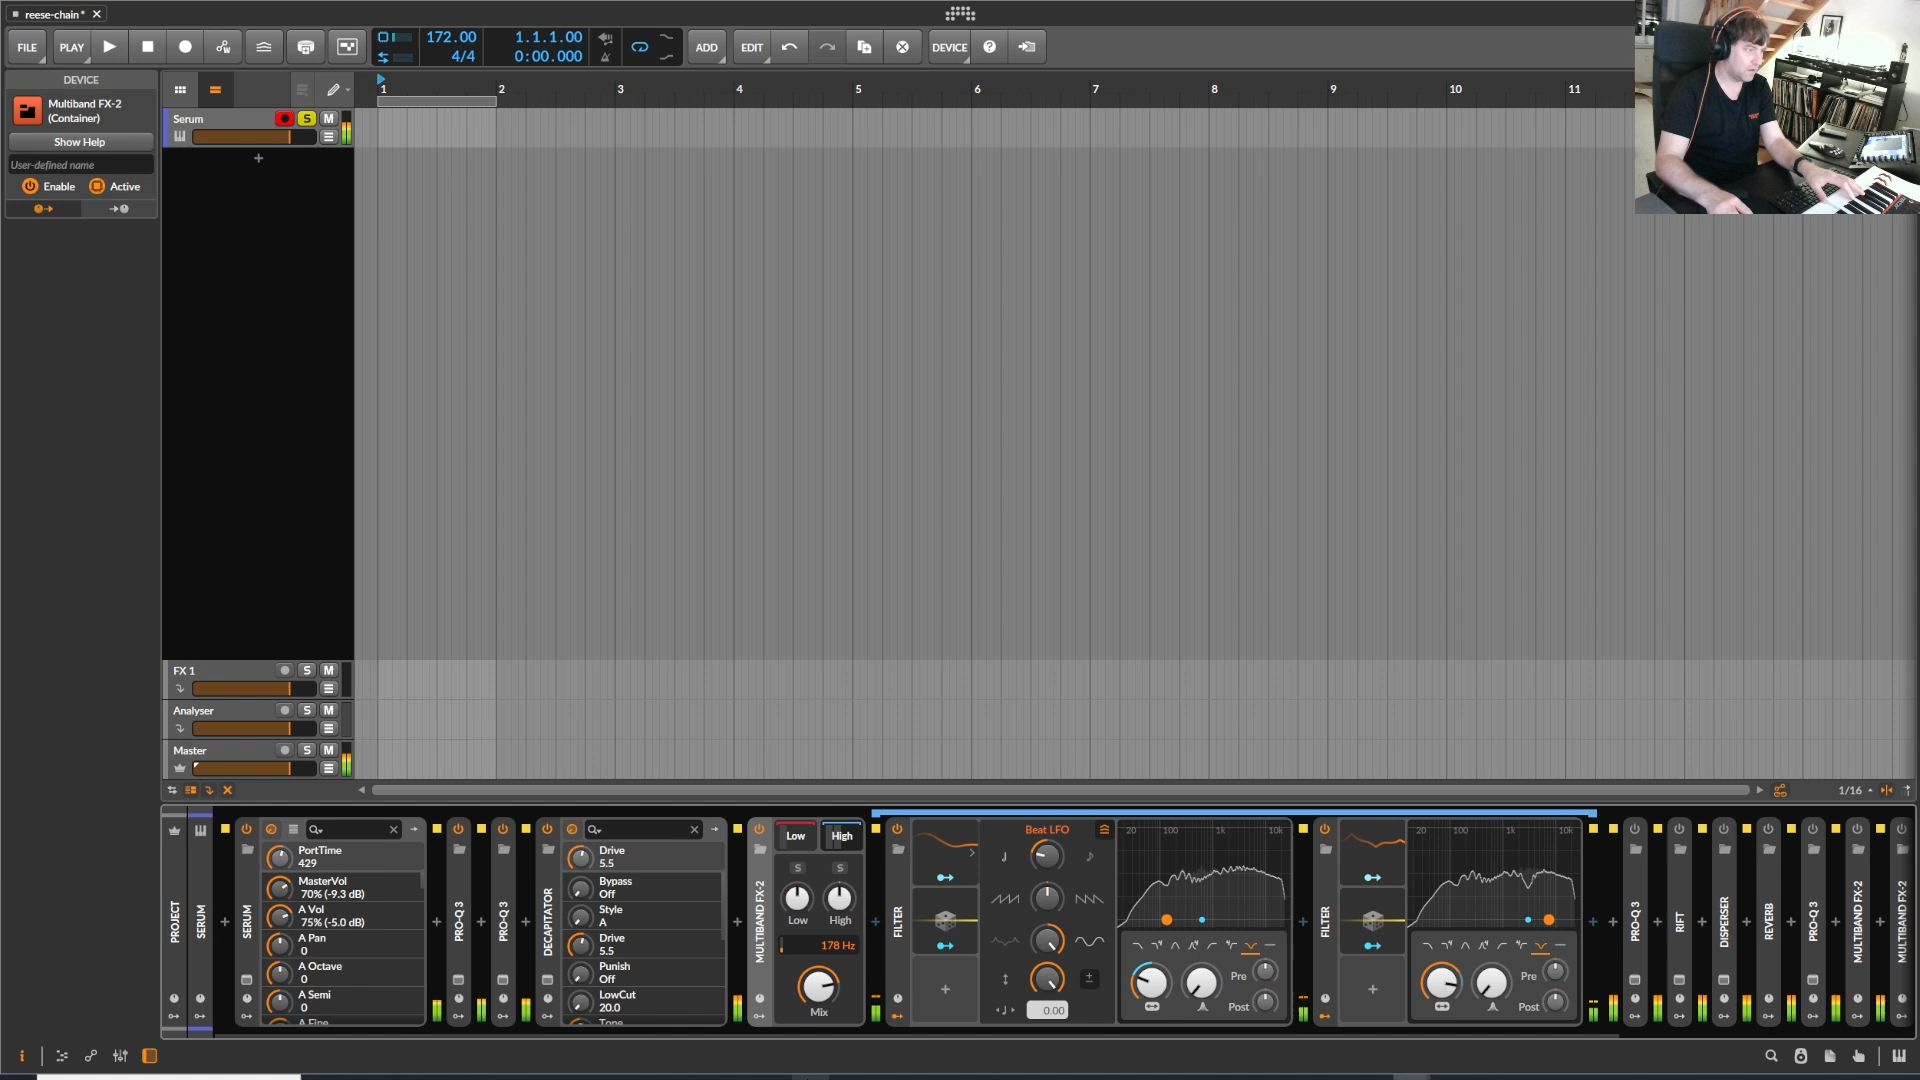 reese-chain*
FILE
PLAY
172.00
4/4
1.1.1.00
0:00.000
ADD
EDIT
DEVICE
DEVICE
Multiband FX-2
(Container)
Show Help
User-defined name
Enable
Active
1
2
3
4
5
6
7
8
9
10
11
Serum
S
M
FX 1
S
M
Analyser
S
M
Master
S
M
1/16
PROJECT
SERUM
SERUM
PortTime
429
MasterVol
70% (-9.3 dB)
A Vol
75% (-5.0 dB)
A Pan
0
A Octave
0
A Semi
0
A Fine
PRO-Q 3
PRO-Q 3
DECAPITATOR
Drive
5.5
Bypass
Off
Style
A
Drive
5.5
Punish
Off
LowCut
20.0
Tone
MULTIBAND FX-2
Low
High
S
S
Low
High
178 Hz
Mix
FILTER
Beat LFO
0.00
20
100
1k
10k
Pre
Post
FILTER
20
100
1k
10k
Pre
Post
PRO-Q 3
RIFT
DISPERSER
REVERB
PRO-Q 3
MULTIBAND FX-2
MULTIBAND FX-2